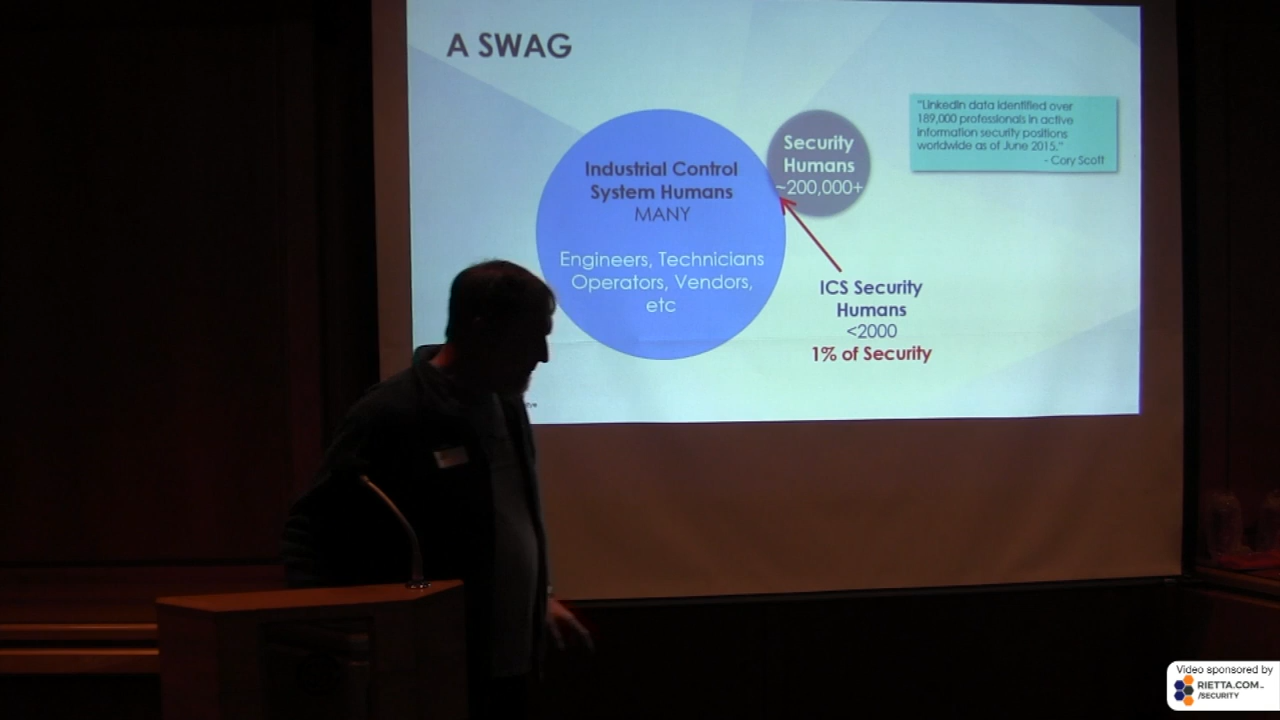 A SWAG
Industrial Control
System Humans
MANY
Engineers, Technicians
Operators, Vendors,
etc
Security
Humans
~200,000+
"LinkedIn data identified over
189,000 professionals in active
information security positions
worldwide as of June 2015."
- Cory Scott
ICS Security
Humans
<2000
1% of Security
Video sponsored by
RIETTA.COM
/SECURITY